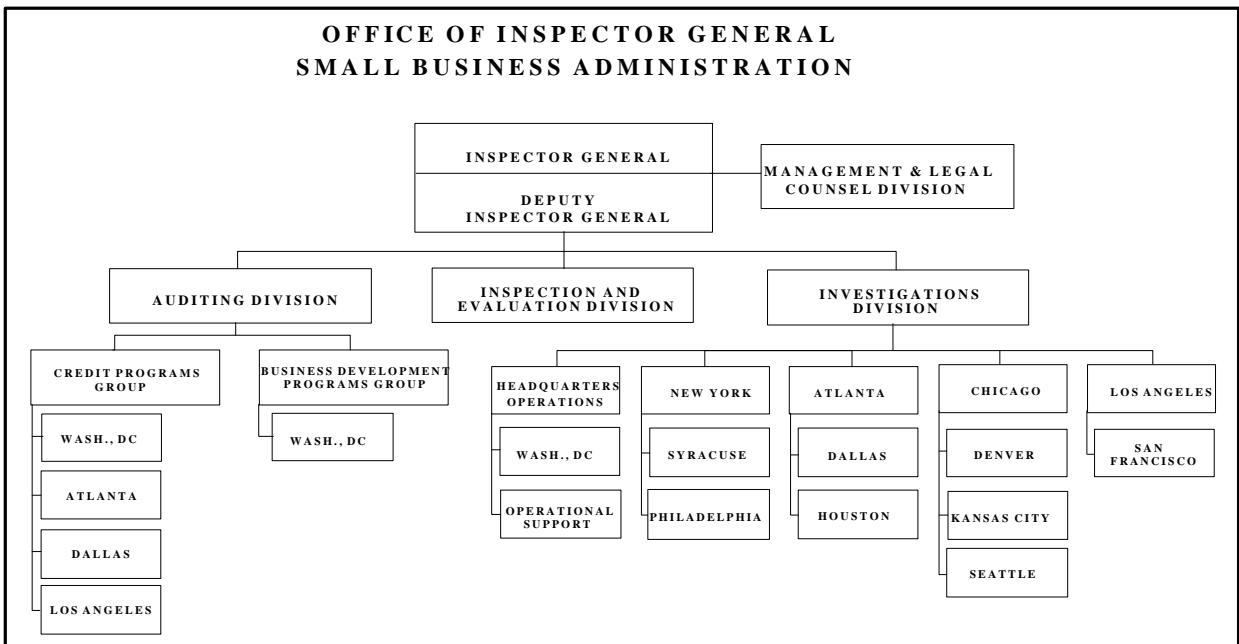 OFFICE OF INSPECTOR GENERAL
SMALL BUSINESS ADMINISTRATION
INSPECTOR GENERAL
DEPUTY
INSPECTOR GENERAL
MANAGEMENT & LEGAL
COUNSEL DIVISION
AUDITING DIVISION
INSPECTION AND
EVALUATION DIVISION
INVESTIGATIONS
DIVISION
CREDIT PROGRAMS
GROUP
WASH., DC
ATLANTA
DALLAS
LOS ANGELES
BUSINESS DEVELOPMENT
PROGRAMS GROUP
WASH., DC
HEADQUARTERS
OPERATIONS
WASH., DC
OPERATIONAL
SUPPORT
NEW YORK
SYRACUSE
PHILADELPHIA
ATLANTA
DALLAS
HOUSTON
CHICAGO
DENVER
KANSAS CITY
SEATTLE
LOS ANGELES
SAN
FRANCISCO